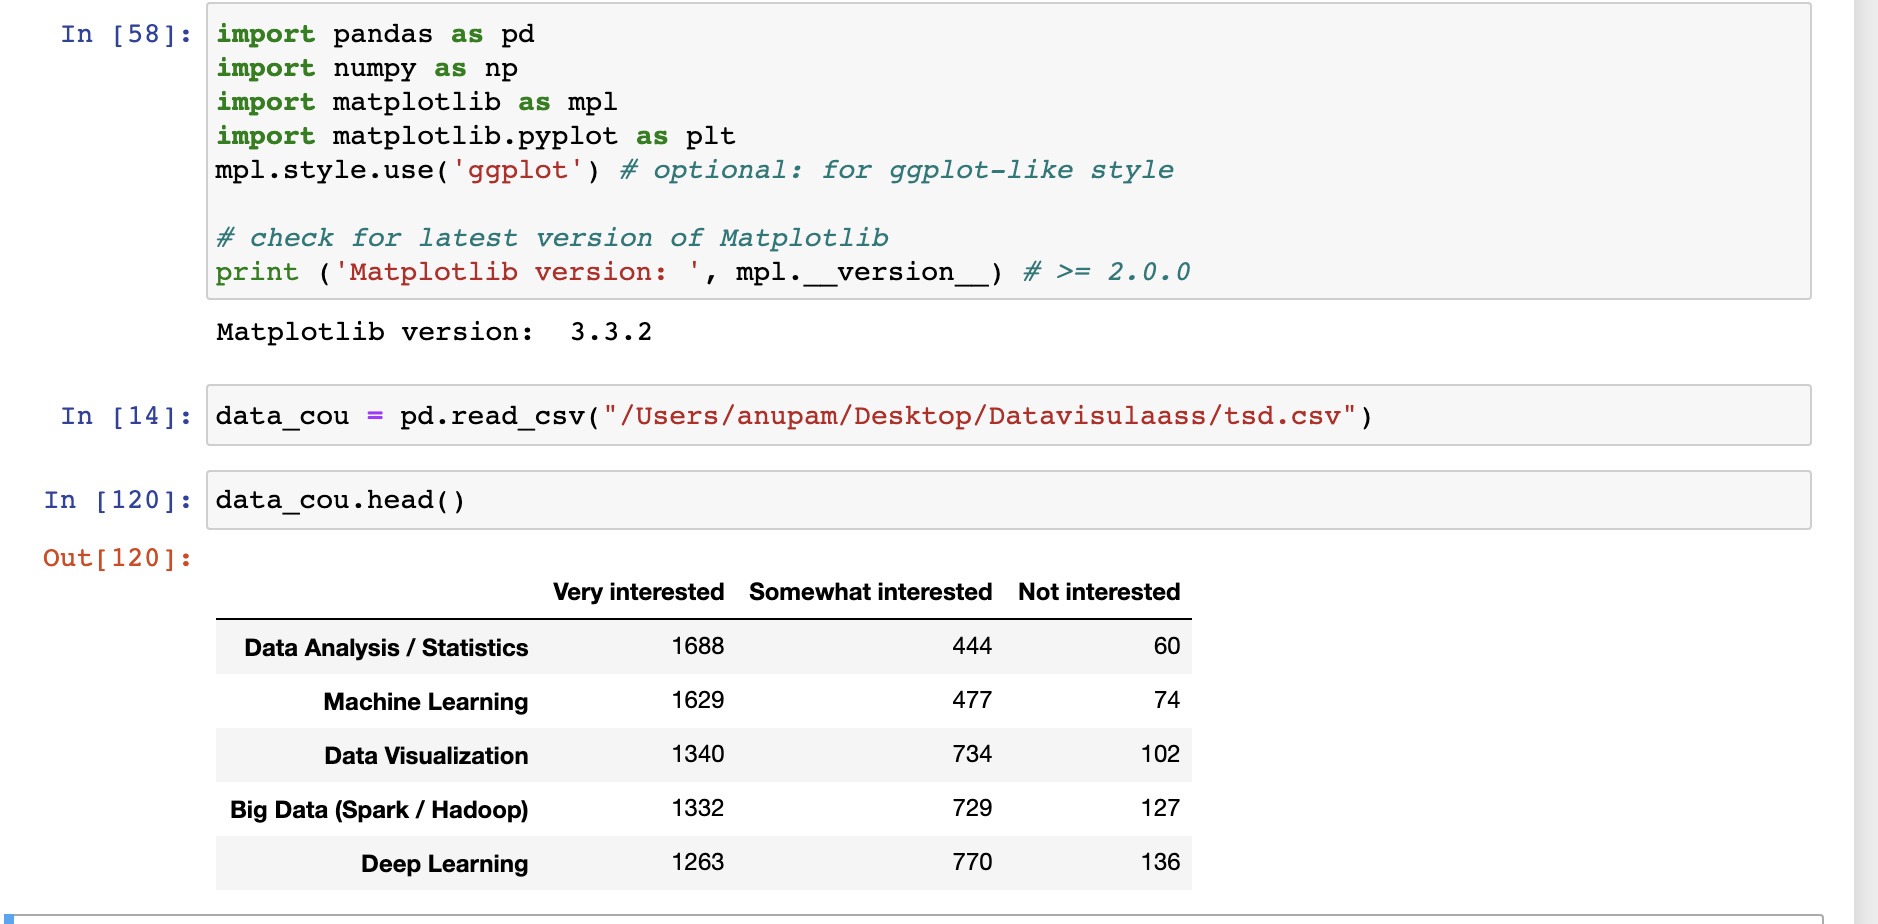 In [58]: import pandas as pd
import numpy as np
import matplotlib as mpl
import matplotlib.pyplot as plt
mpl.style.use('ggplot') # optional: for ggplot-like style
# check for latest version of Matplotlib
print ('Matplotlib version: ', mpl.__version__) # >= 2.0.0
Matplotlib version:  3.3.2
In [14]: data_cou = pd.read_csv("/Users/anupam/Desktop/Datavisulaass/tsd.csv")
In [120]: data_cou.head()
Out[120]:
Very interested Somewhat interested Not interested
Data Analysis / Statistics 1688 444 60
Machine Learning 1629 477 74
Data Visualization 1340 734 102
Big Data (Spark / Hadoop) 1332 729 127
Deep Learning 1263 770 136